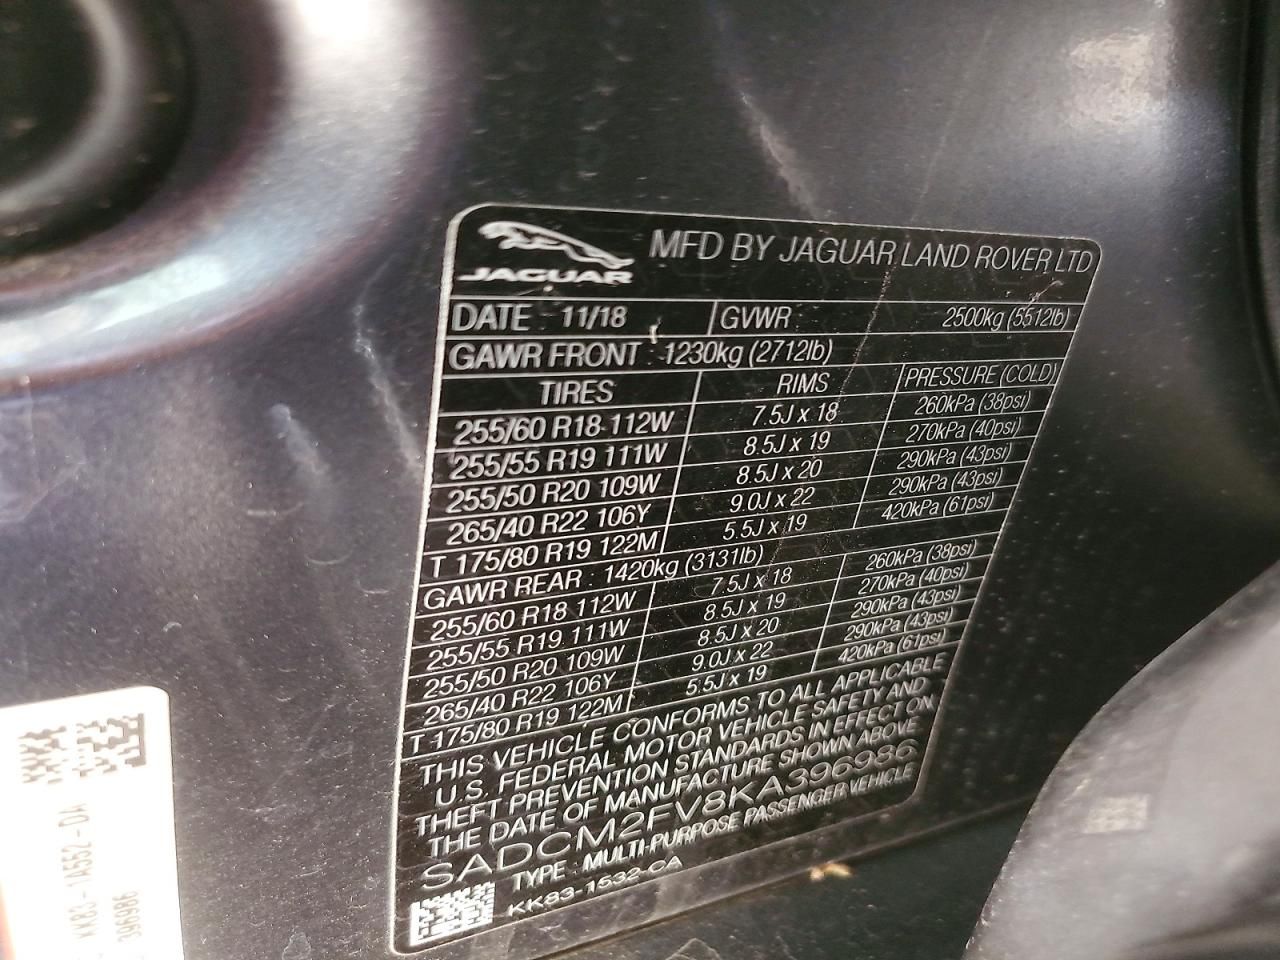 JAGUAR
MFD BY JAGUAR LAND ROVER LTD
DATE : 11/18 GVWR : 2500kg (5512lb)
GAWR FRONT : 1230kg (2712lb)
TIRES RIMS PRESSURE (COLD)
255/60 R18 112W 7.5J x 18 260kPa (38psi)
255/55 R19 111W 8.5J x 19 270kPa (40psi)
255/50 R20 109W 8.5J x 20 290kPa (43psi)
265/40 R22 106Y 9.0J x 22 290kPa (43psi)
T 175/80 R19 122M 5.5J x 19 420kPa (61psi)
GAWR REAR : 1420kg (3131lb)
255/60 R18 112W 7.5J x 18 260kPa (38psi)
255/55 R19 111W 8.5J x 19 270kPa (40psi)
255/50 R20 109W 8.5J x 20 290kPa (43psi)
265/40 R22 106Y 9.0J x 22 290kPa (43psi)
T 175/80 R19 122M 5.5J x 19 420kPa (61psi)
THIS VEHICLE CONFORMS TO ALL APPLICABLE
U.S. FEDERAL MOTOR VEHICLE SAFETY AND
THEFT PREVENTION STANDARDS IN EFFECT ON
THE DATE OF MANUFACTURE SHOWN ABOVE
SADCM2FV8KA396986
TYPE : MULTI-PURPOSE PASSENGER VEHICLE
KK83-1532-CA
KK83-1A552-DA
396986